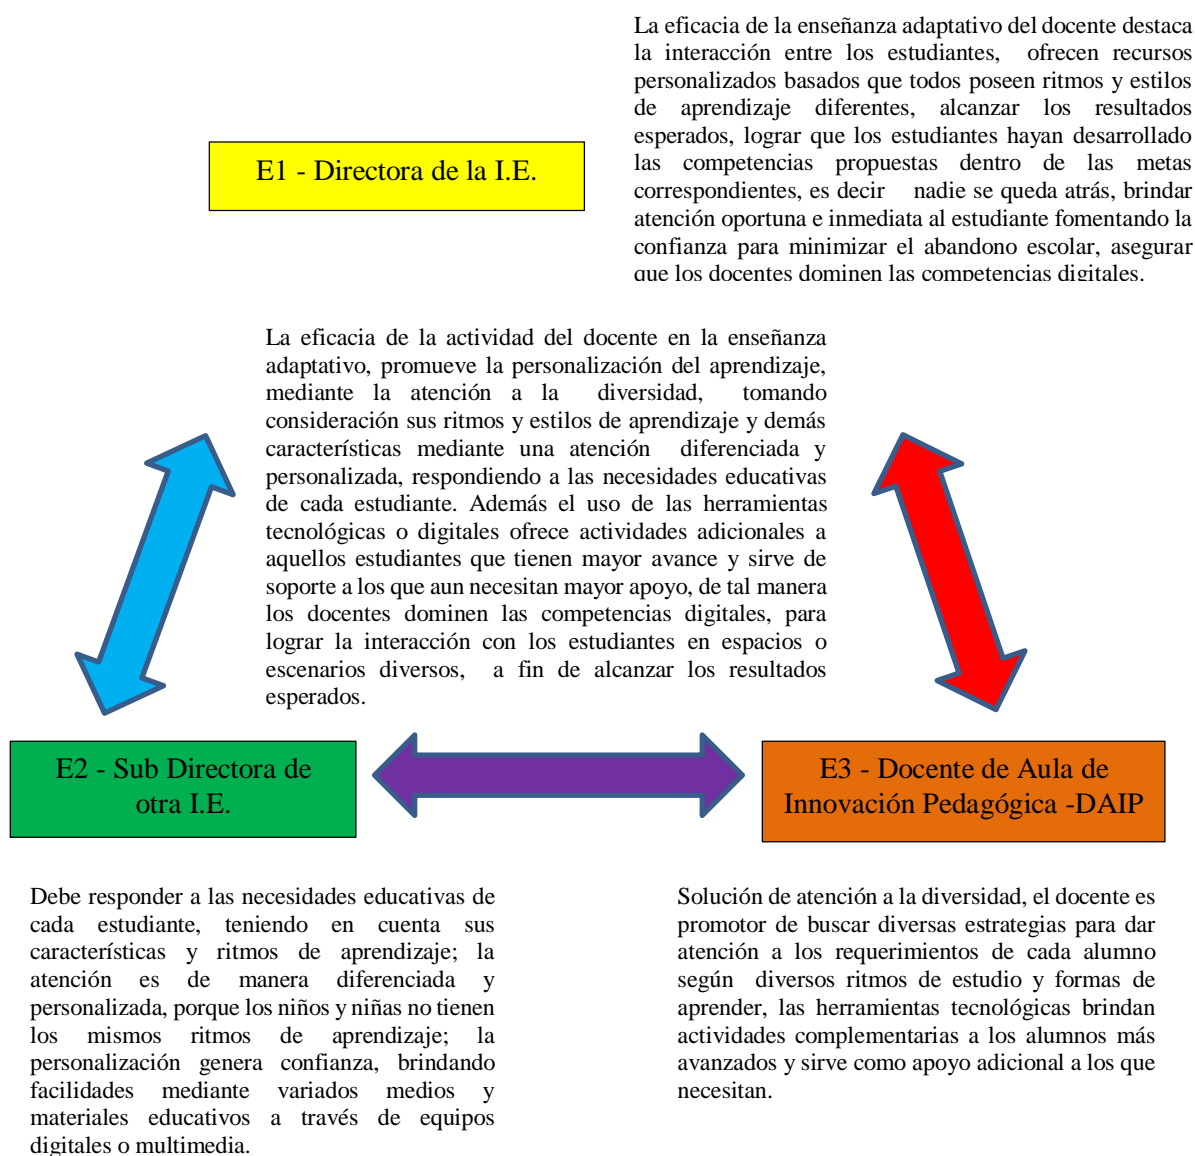 La eficacia de la enseñanza adaptativo del docente destaca
la interacción entre los estudiantes, ofrecen recursos
personalizados basados que todos poseen ritmos y estilos
de aprendizaje diferentes, alcanzar los resultados
esperados, lograr que los estudiantes hayan desarrollado
las competencias propuestas dentro de las metas
correspondientes, es decir nadie se queda atrás, brindar
atención oportuna e inmediata al estudiante fomentando la
confianza para minimizar el abandono escolar, asegurar
que los docentes dominen las competencias digitales.
E1 - Directora de la I.E.
La eficacia de la actividad del docente en la enseñanza
adaptativo, promueve la personalización del aprendizaje,
mediante la atención a la diversidad, tomando
consideración sus ritmos y estilos de aprendizaje y demás
características mediante una atención diferenciada y
personalizada, respondiendo a las necesidades educativas
de cada estudiante. Además el uso de las herramientas
tecnológicas o digitales ofrece actividades adicionales a
aquellos estudiantes que tienen mayor avance y sirve de
soporte a los que aun necesitan mayor apoyo, de tal manera
los docentes dominen las competencias digitales, para
lograr la interacción con los estudiantes en espacios o
escenarios diversos, a fin de alcanzar los resultados
esperados.
E2 - Sub Directora de
otra I.E.
E3 - Docente de Aula de
Innovación Pedagógica -DAIP
Debe responder a las necesidades educativas de
cada estudiante, teniendo en cuenta sus
características y ritmos de aprendizaje; la
atención es de manera diferenciada y
personalizada, porque los niños y niñas no tienen
los mismos ritmos de aprendizaje; la
personalización genera confianza, brindando
facilidades mediante variados medios y
materiales educativos a través de equipos
digitales o multimedia.
Solución de atención a la diversidad, el docente es
promotor de buscar diversas estrategias para dar
atención a los requerimientos de cada alumno
según diversos ritmos de estudio y formas de
aprender, las herramientas tecnológicas brindan
actividades complementarias a los alumnos más
avanzados y sirve como apoyo adicional a los que
necesitan.